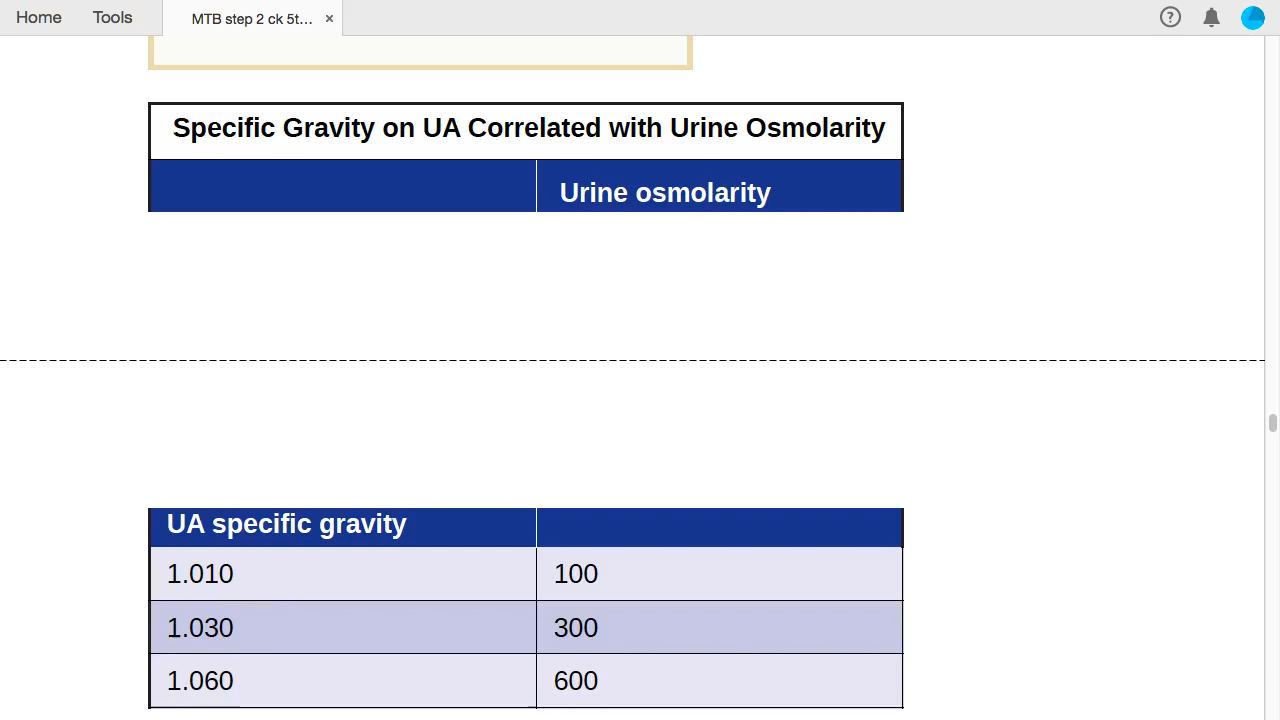 Home Tools MTB step 2 ck 5t... ×
Specific Gravity on UA Correlated with Urine Osmolarity
Urine osmolarity
UA specific gravity
1.010 100
1.030 300
1.060 600